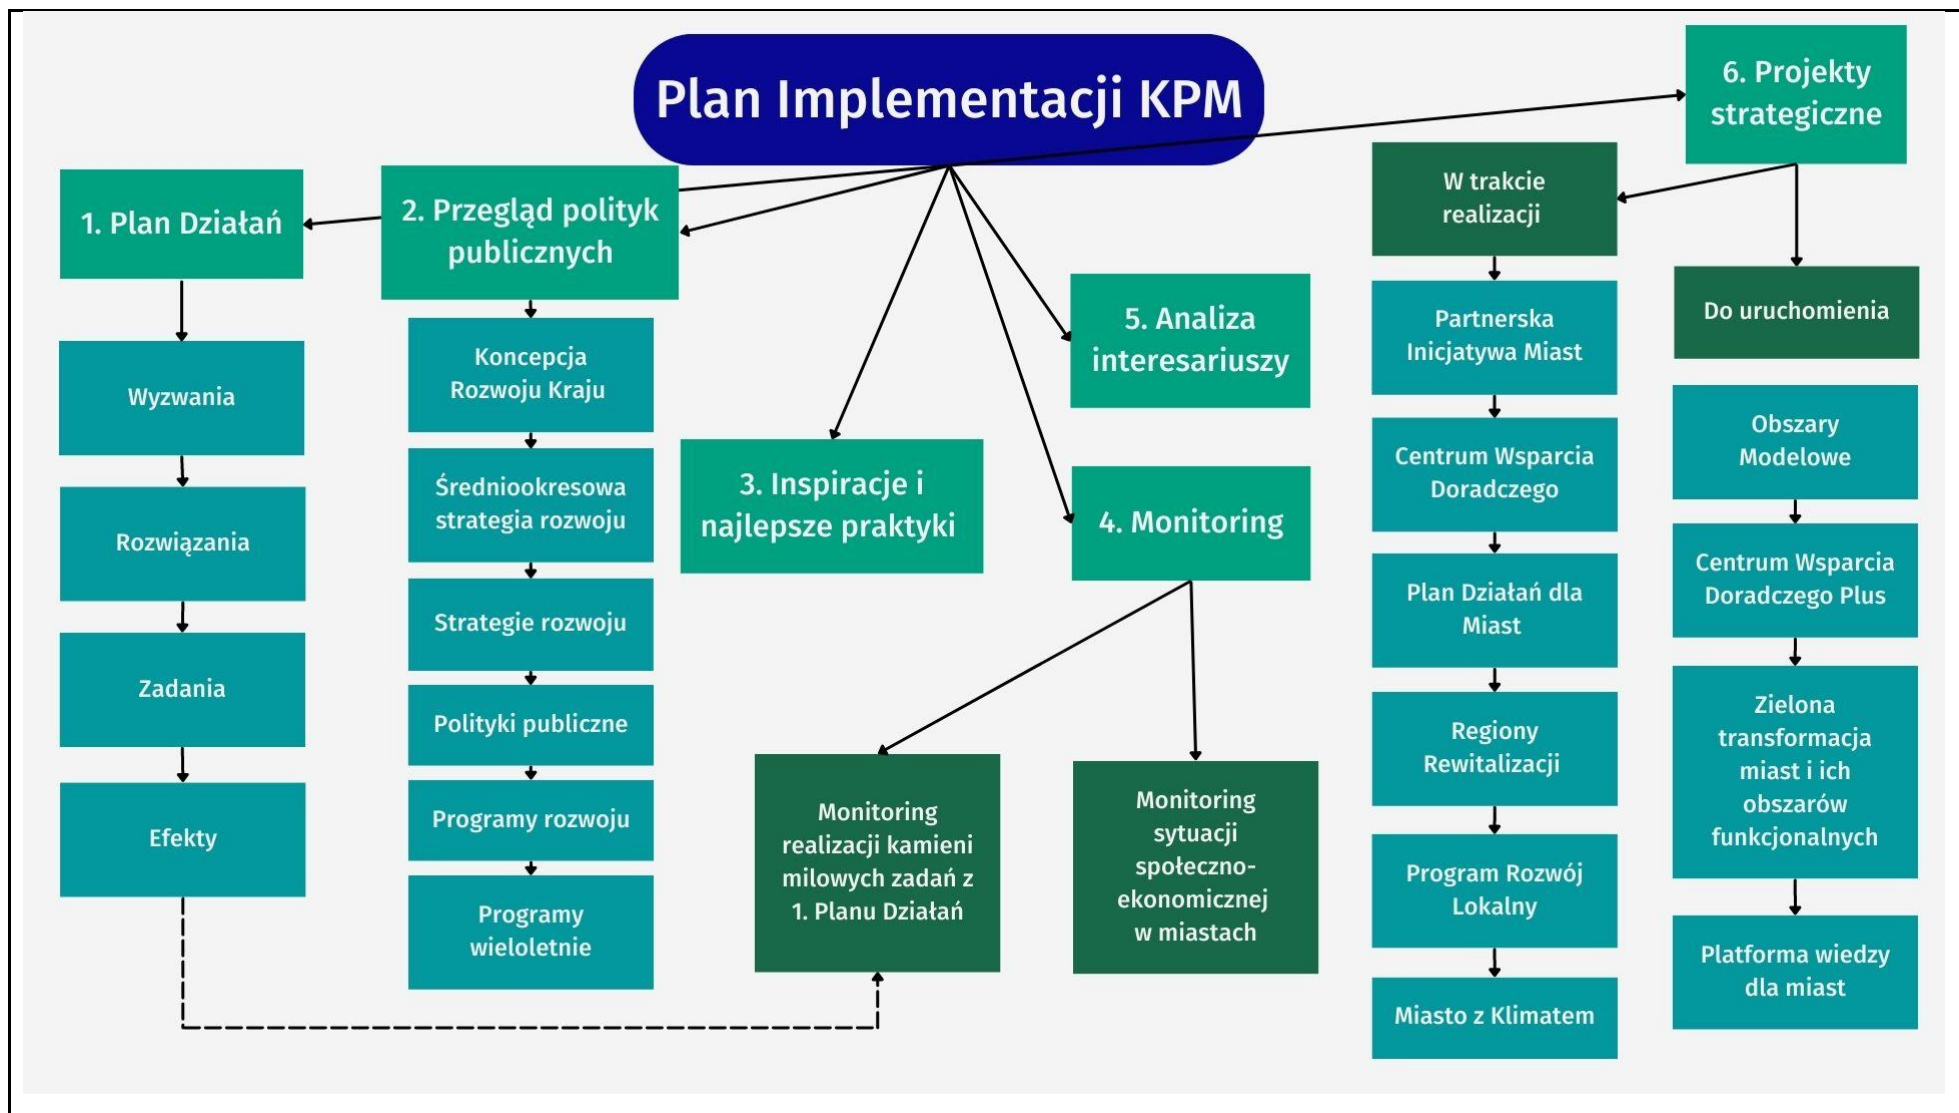 Plan Implementacji KPM
1. Plan Działań
Wyzwania
Rozwiązania
Zadania
Efekty
2. Przegląd polityk
publicznych
Koncepcja
Rozwoju Kraju
Średniookresowa
strategia rozwoju
Strategie rozwoju
Polityki publiczne
Programy rozwoju
Programy
wieloletnie
3. Inspiracje i
najlepsze praktyki
4. Monitoring
Monitoring
realizacji kamieni
milowych zadań z
1. Planu Działań
Monitoring
sytuacji
społeczno-
ekonomicznej
w miastach
5. Analiza
interesariuszy
6. Projekty
strategiczne
W trakcie
realizacji
Partnerska
Inicjatywa Miast
Centrum Wsparcia
Doradczego
Plan Działań dla
Miast
Regiony
Rewitalizacji
Program Rozwój
Lokalny
Miasto z Klimatem
Do uruchomienia
Obszary
Modelowe
Centrum Wsparcia
Doradczego Plus
Zielona
transformacja
miast i ich
obszarów
funkcjonalnych
Platforma wiedzy
dla miast